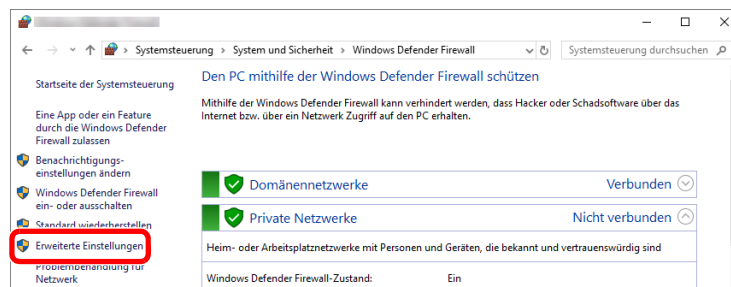 Systemsteuerung > System und Sicherheit > Windows Defender Firewall
Systemsteuerung durchsuchen
Startseite der Systemsteuerung
Eine App oder ein Feature
durch die Windows Defender
Firewall zulassen
Benachrichtigungs-
einstellungen ändern
Windows Defender Firewall
ein- oder ausschalten
Standard wiederherstellen
Erweiterte Einstellungen
Problembehandlung für
Netzwerk
Den PC mithilfe der Windows Defender Firewall schützen
Mithilfe der Windows Defender Firewall kann verhindert werden, dass Hacker oder Schadsoftware über das
Internet bzw. über ein Netzwerk Zugriff auf den PC erhalten.
Domänennetzwerke Verbunden
Private Netzwerke Nicht verbunden
Heim- oder Arbeitsplatznetzwerke mit Personen und Geräten, die bekannt und vertrauenswürdig sind
Windows Defender Firewall-Zustand: Ein